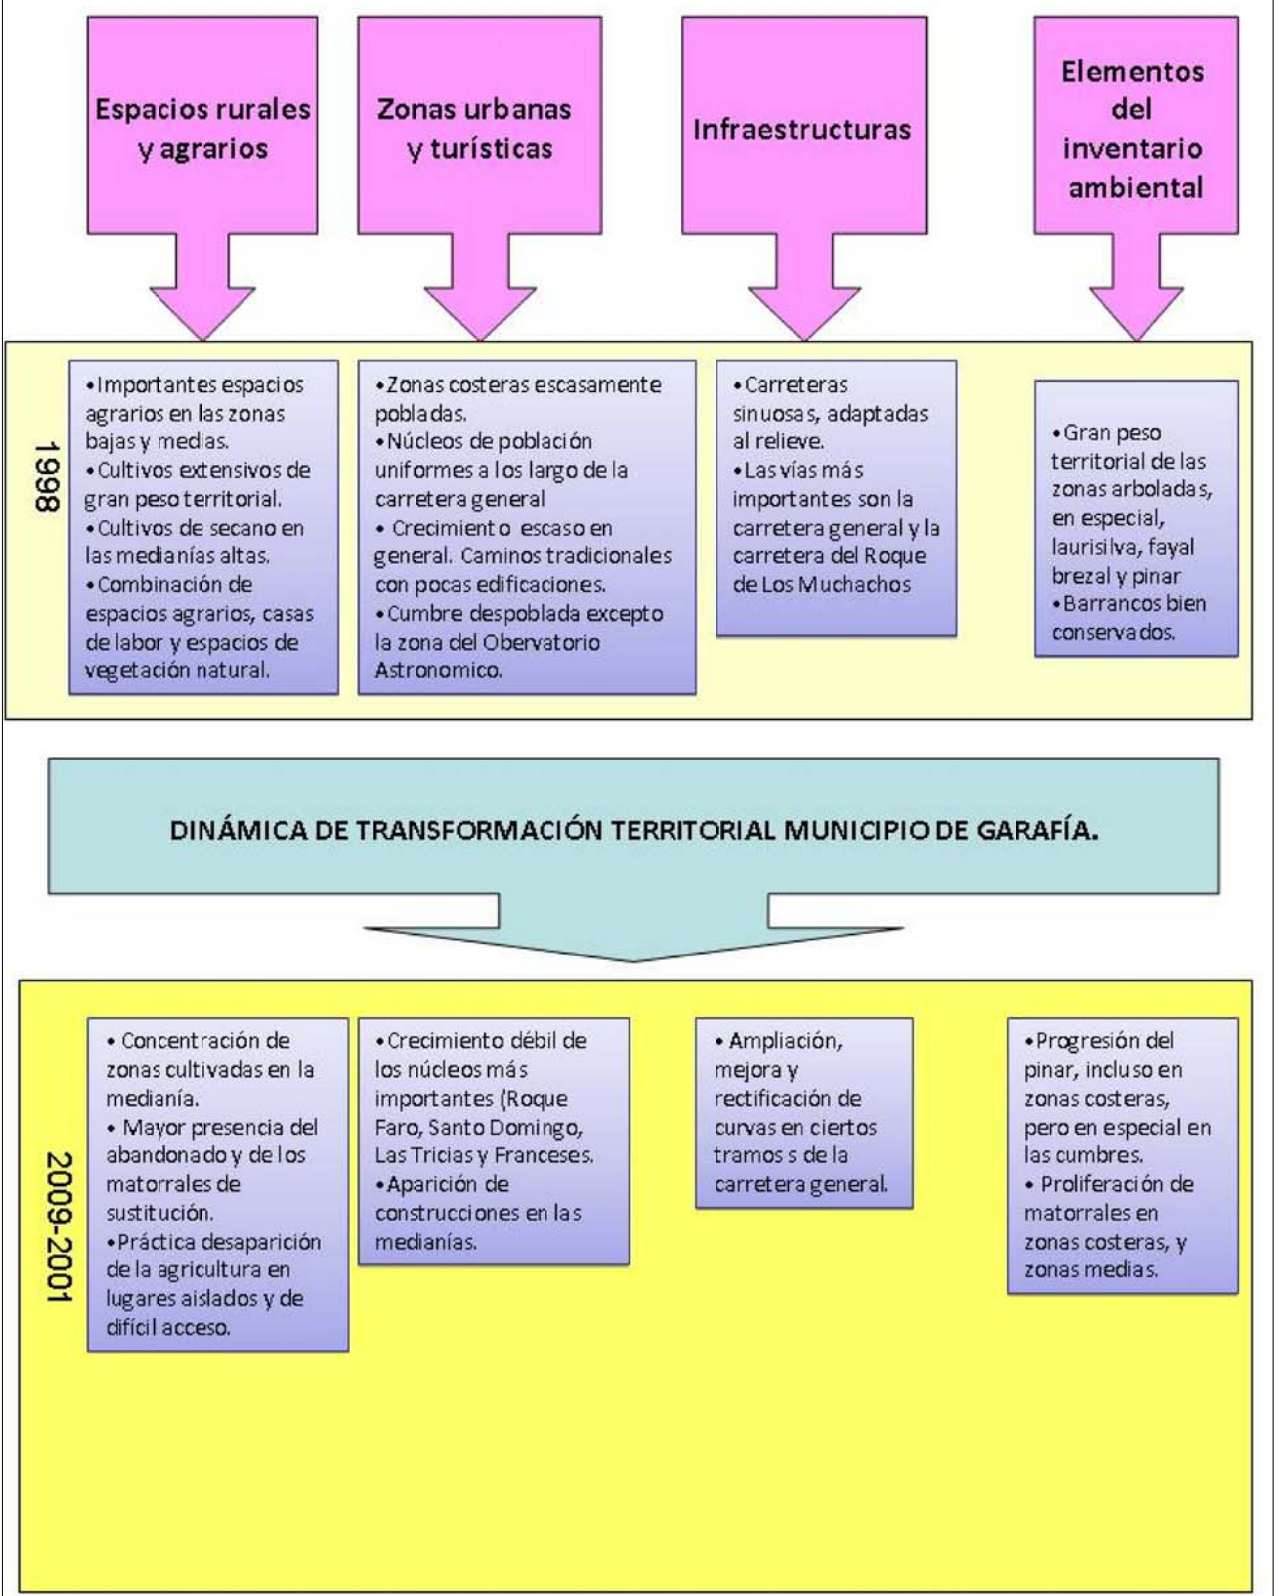 Espacios rurales
y agrarios
Zonas urbanas
y turísticas
Infraestructuras
Elementos
del
inventario
ambiental
1998
•Importantes espacios
agrarios en las zonas
bajas y medias.
•Cultivos extensivos de
gran peso territorial.
•Cultivos de secano en
las medianías altas.
•Combinación de
espacios agrarios, casas
de labor y espacios de
vegetación natural.
•Zonas costeras escasamente
pobladas.
•Núcleos de población
uniformes a los largo de la
carretera general
• Crecimiento escaso en
general. Caminos tradicionales
con pocas edificaciones.
•Cumbre despoblada excepto
la zona del Obervatorio
Astronomico.
•Carreteras
sinuosas, adaptadas
al relieve.
•Las vías más
importantes son la
carretera general y la
carretera del Roque
de Los Muchachos
•Gran peso
territorial de las
zonas arboladas,
en especial,
laurisilva, fayal
brezal y pinar
•Barrancos bien
conservados.
DINÁMICA DE TRANSFORMACIÓN TERRITORIAL MUNICIPIO DE GARAFÍA.
2009-2001
• Concentración de
zonas cultivadas en la
medianía.
• Mayor presencia del
abandonado y de los
matorrales de
sustitución.
•Práctica desaparición
de la agricultura en
lugares aislados y de
difícil acceso.
•Crecimiento débil de
los núcleos más
importantes (Roque
Faro, Santo Domingo,
Las Tricias y Franceses.
•Aparición de
construcciones en las
medianías.
• Ampliación,
mejora y
rectificación de
curvas en ciertos
tramos s de la
carretera general.
•Progresión del
pinar, incluso en
zonas costeras,
pero en especial en
las cumbres.
• Proliferación de
matorrales en
zonas costeras, y
zonas medias.